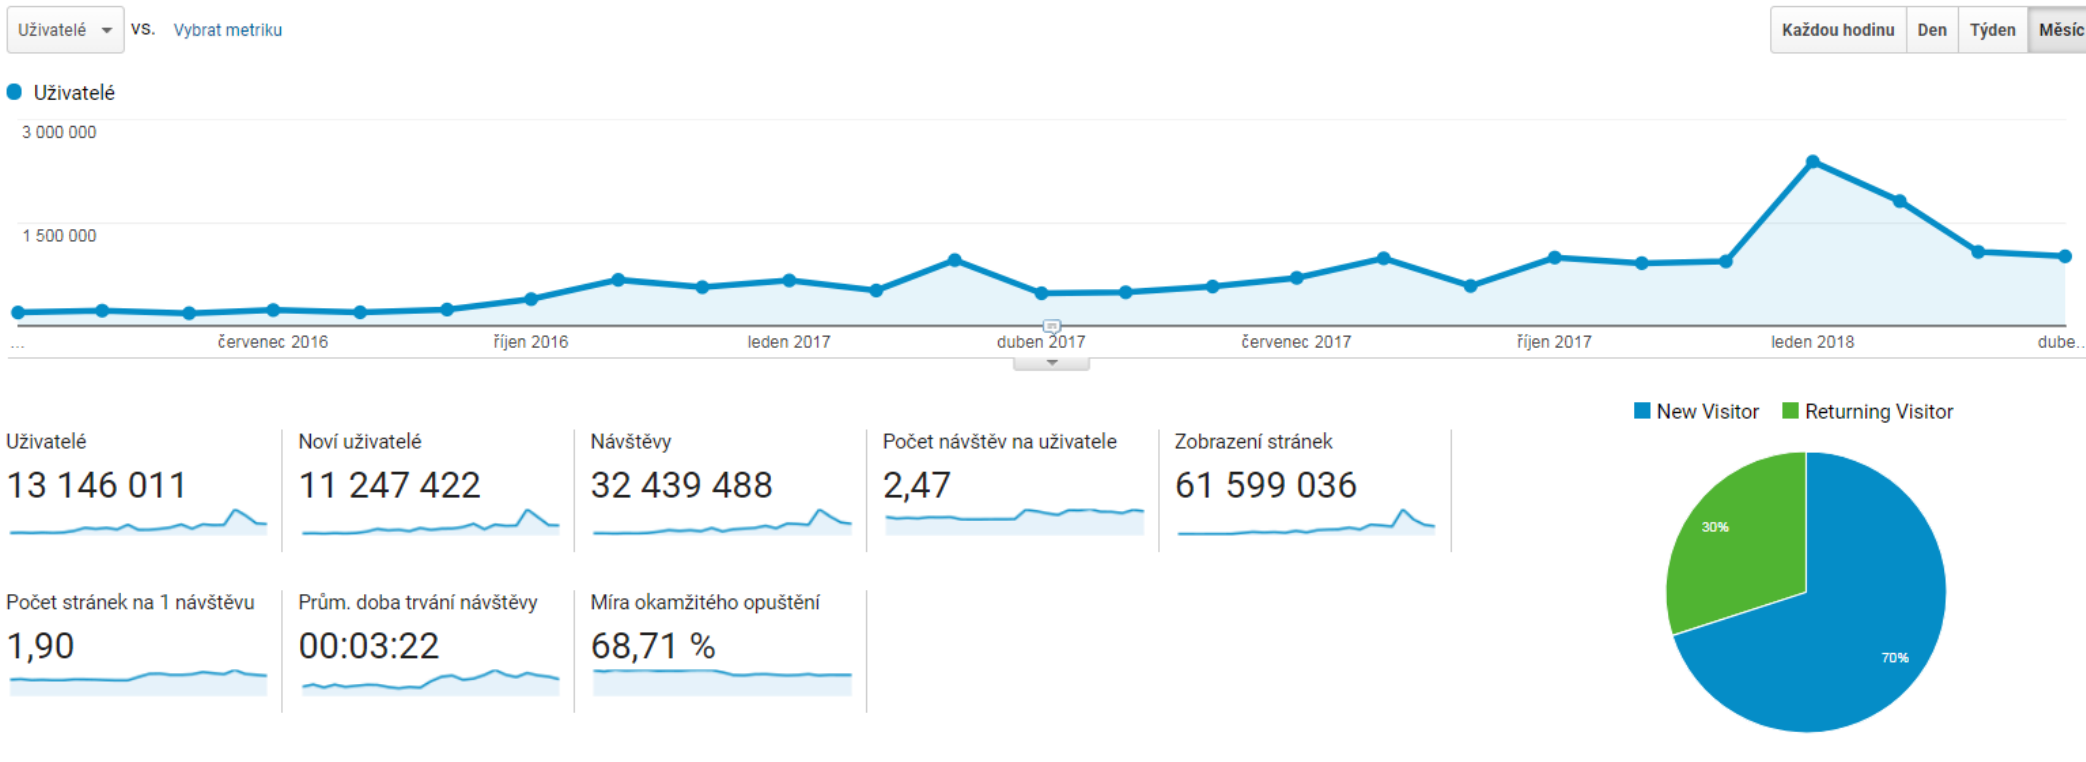 Uživatelé vs. Vybrat metriku Každou hodinu Den Týden Měsíc
Uživatelé
3 000 000
1 500 000
... červenec 2016 říjen 2016 leden 2017 duben 2017 červenec 2017 říjen 2017 leden 2018 dube...
New Visitor Returning Visitor
Uživatelé Noví uživatelé Návštěvy Počet návštěv na uživatele Zobrazení stránek
13 146 011 11 247 422 32 439 488 2,47 61 599 036
30%
Počet stránek na 1 návštěvu Prům. doba trvání návštěvy Míra okamžitého opuštění
1,90 00:03:22 68,71 %
70%